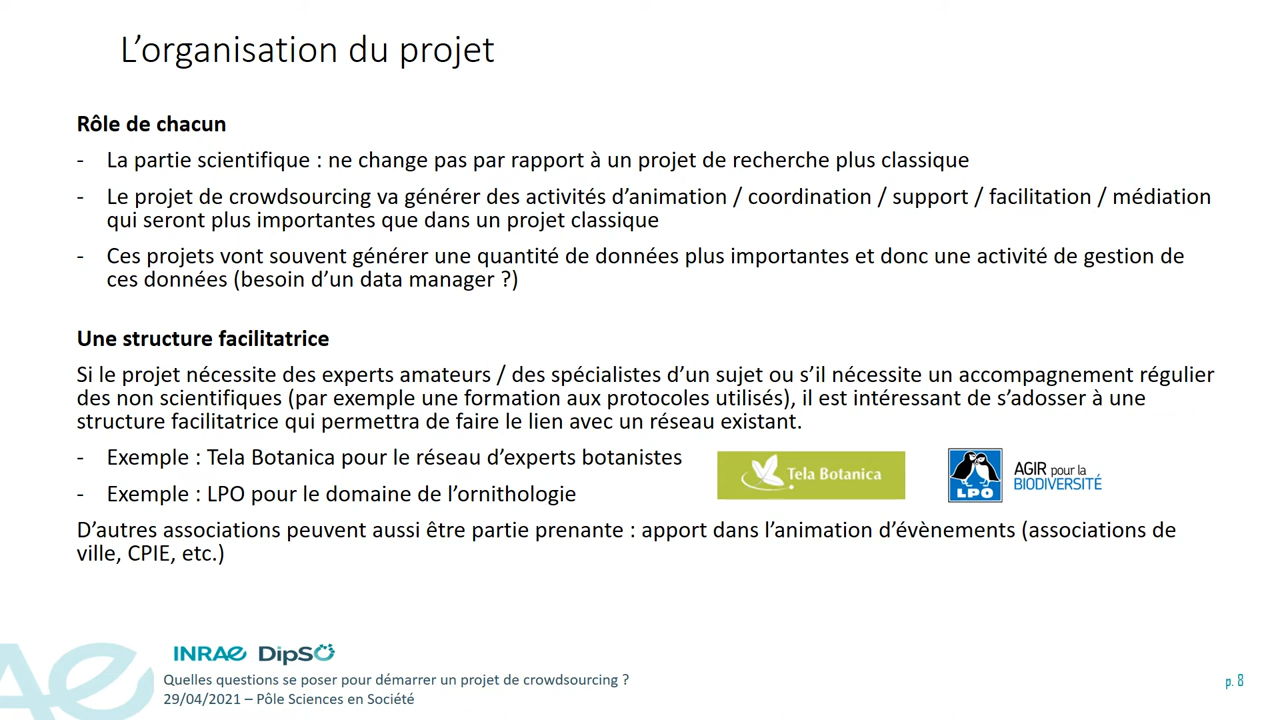 L’organisation du projet
Rôle de chacun
- La partie scientifique : ne change pas par rapport à un projet de recherche plus classique
- Le projet de crowdsourcing va générer des activités d’animation / coordination / support / facilitation / médiation
qui seront plus importantes que dans un projet classique
- Ces projets vont souvent générer une quantité de données plus importantes et donc une activité de gestion de
ces données (besoin d’un data manager ?)
Une structure facilitatrice
Si le projet nécessite des experts amateurs / des spécialistes d’un sujet ou s’il nécessite un accompagnement régulier
des non scientifiques (par exemple une formation aux protocoles utilisés), il est intéressant de s’adosser à une
structure facilitatrice qui permettra de faire le lien avec un réseau existant.
- Exemple : Tela Botanica pour le réseau d’experts botanistes
Tela Botanica
LPO
AGIR pour la
BIODIVERSITÉ
- Exemple : LPO pour le domaine de l’ornithologie
D’autres associations peuvent aussi être partie prenante : apport dans l’animation d’évènements (associations de
ville, CPIE, etc.)
INRAE DipSO
Quelles questions se poser pour démarrer un projet de crowdsourcing ?
29/04/2021 – Pôle Sciences en Société
p. 8